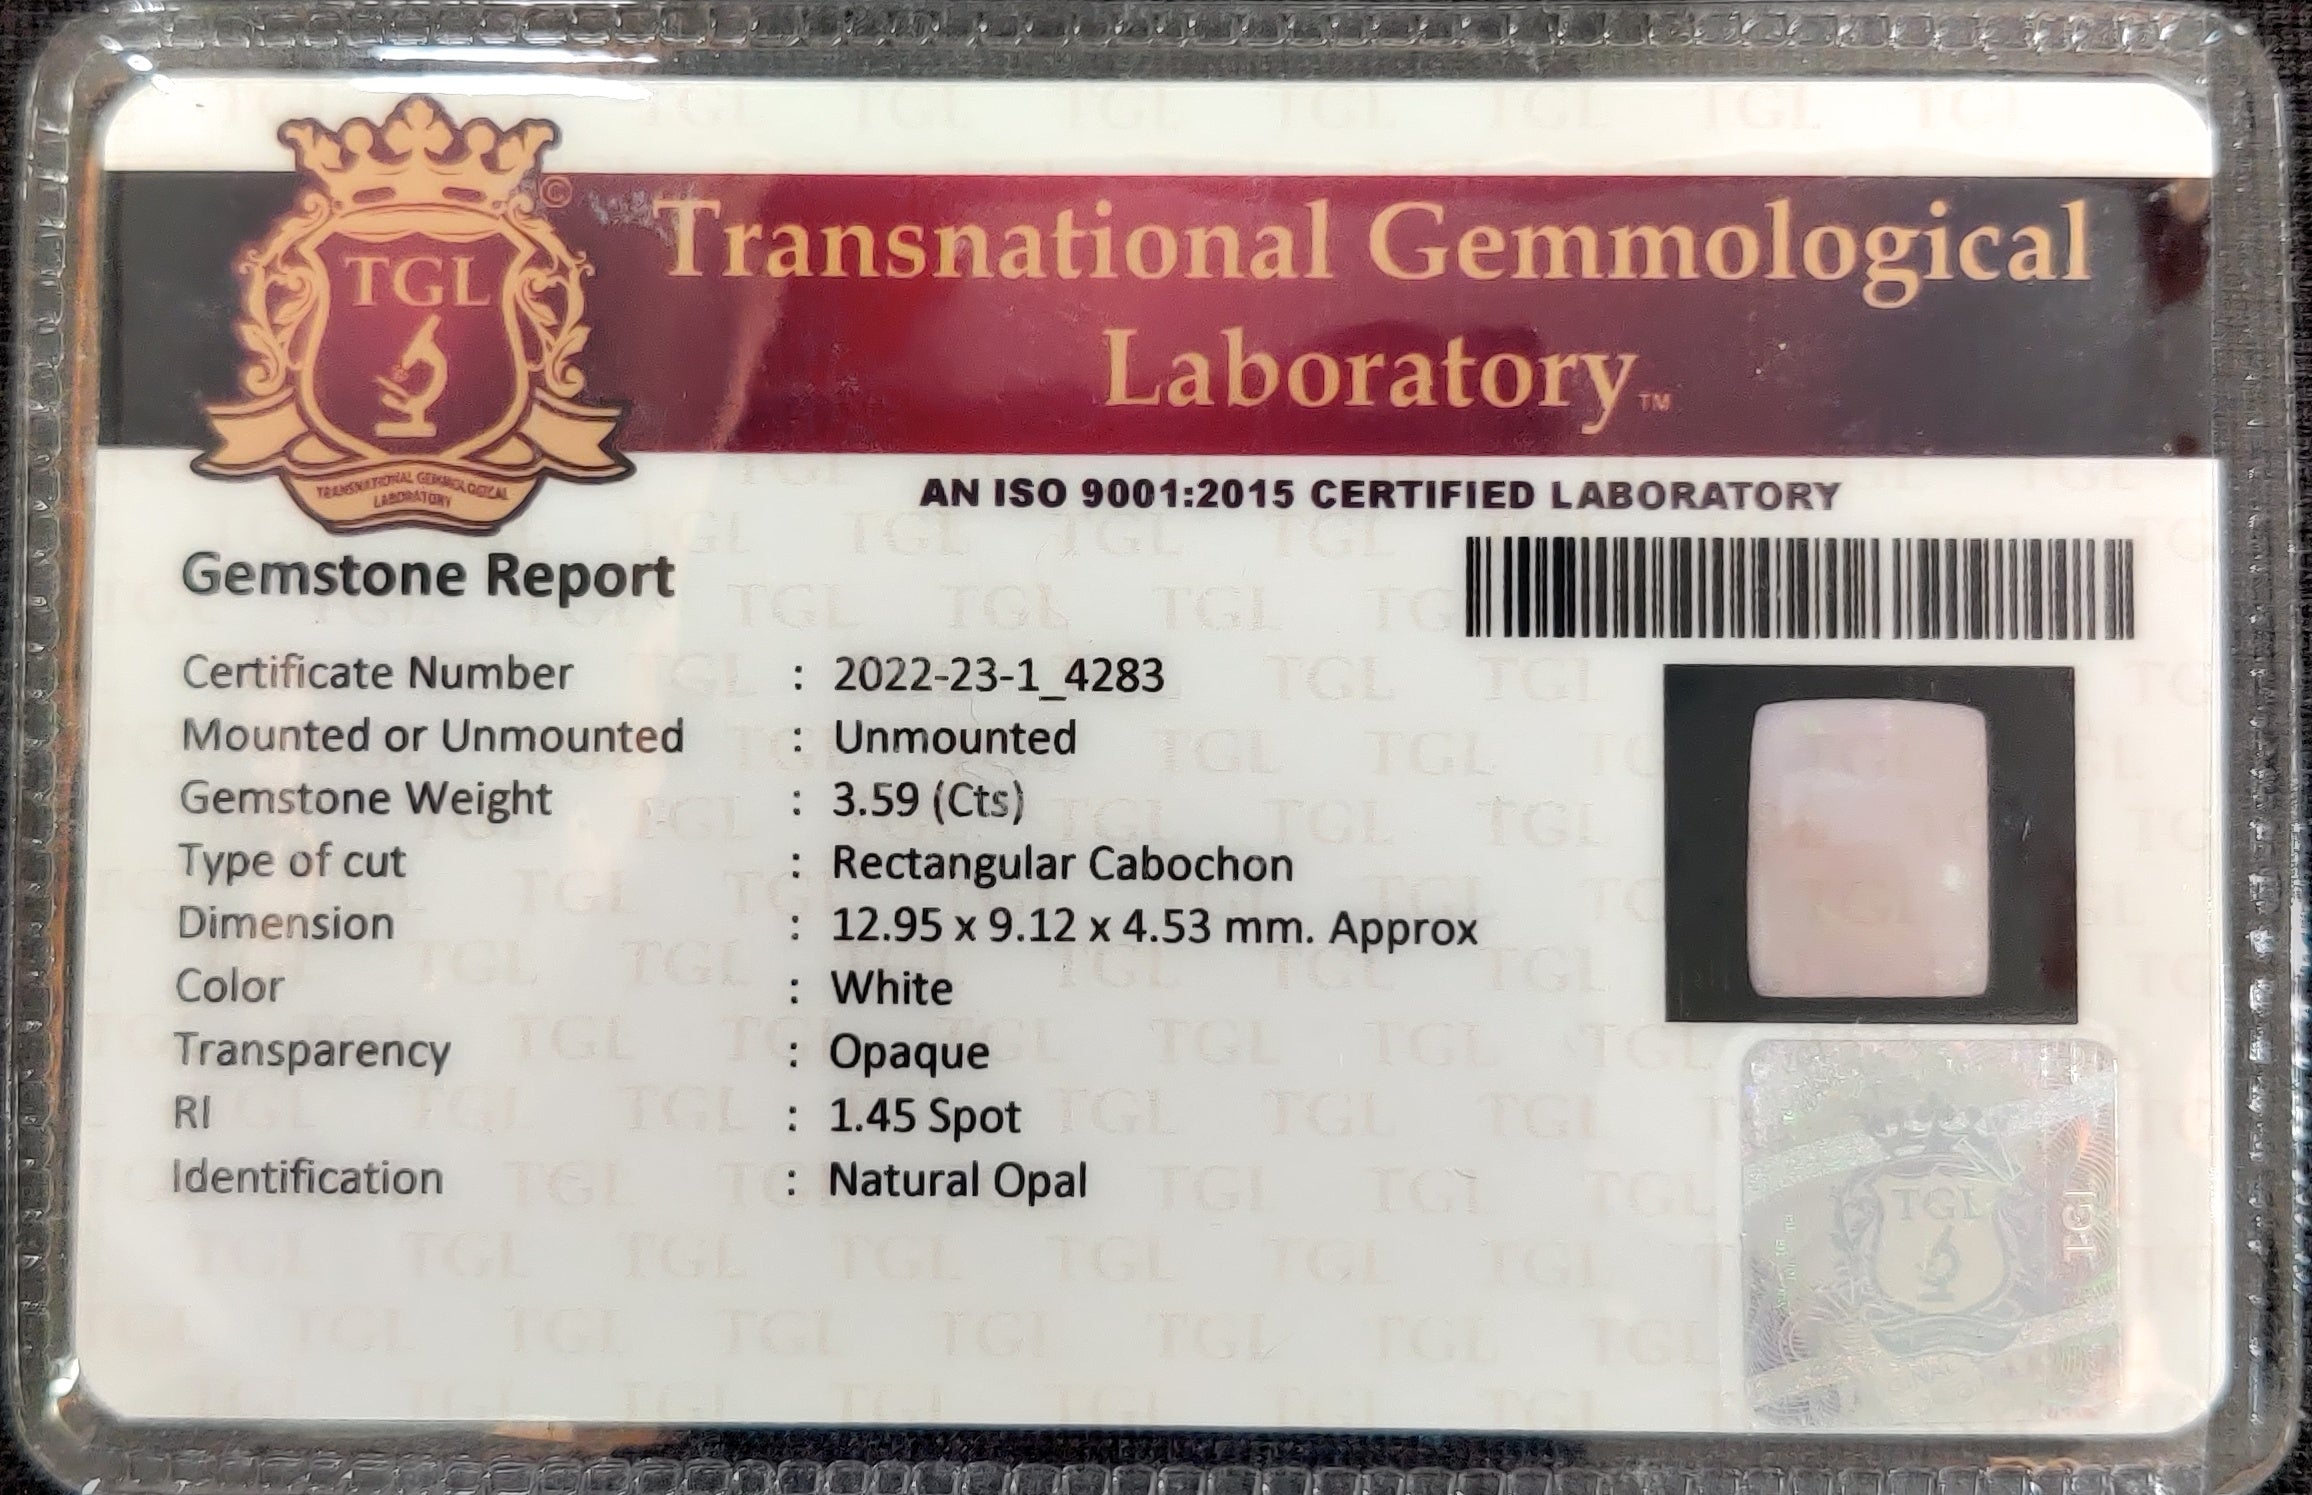 TGL
TRANSNATIONAL GEMMOLOGICAL
LABORATORY
©
Transnational Gemmological
Laboratory™
AN ISO 9001:2015 CERTIFIED LABORATORY
Gemstone Report
Certificate Number : 2022-23-1_4283
Mounted or Unmounted : Unmounted
Gemstone Weight : 3.59 (Cts)
Type of cut : Rectangular Cabochon
Dimension : 12.95 x 9.12 x 4.53 mm. Approx
Color : White
Transparency : Opaque
RI : 1.45 Spot
Identification : Natural Opal
TGL
TGL